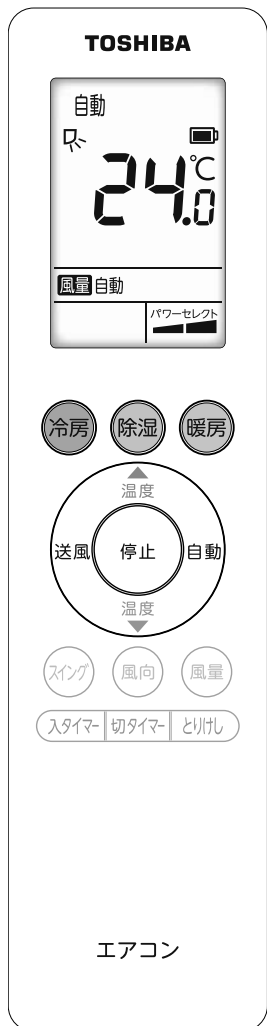 TOSHIBA
自動
24.0℃
風量 自動
パワーセレクト
冷房 除湿 暖房
温度
送風 停止 自動
温度
スイング 風向 風量
入タイマー 切タイマー とりけし
エアコン